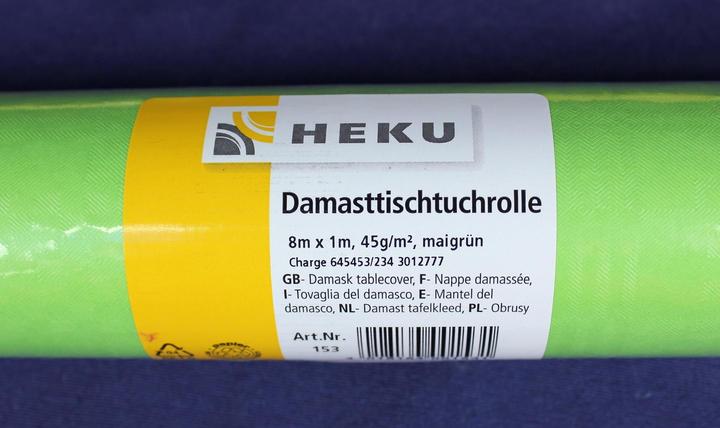 HEKU
Damasttischtuchrolle
8m x 1m, 45g/m², maigrün
Charge 645453/234 3012777
GB- Damask tablecover, F- Nappe damassée,
I- Tovaglia del damasco, E- Mantel del
damasco, NL- Damast tafelkleed, PL- Obrusy
Art.Nr.
153
papier